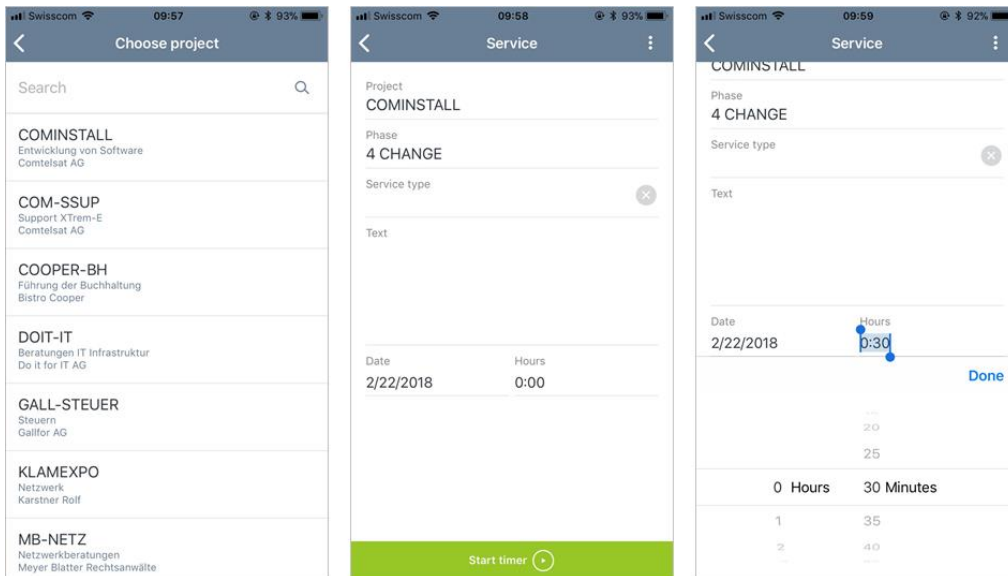 Swisscom 09:57 93%
Choose project
Search
COMINSTALL
Entwicklung von Software
Comtelsat AG
COM-SSUP
Support XTrem-E
Comtelsat AG
COOPER-BH
Führung der Buchhaltung
Bistro Cooper
DOIT-IT
Beratungen IT Infrastruktur
Do it for IT AG
GALL-STEUER
Steuern
Gallfor AG
KLAMEXPO
Netzwerk
Karstner Rolf
MB-NETZ
Netzwerkberatungen
Meyer Blatter Rechtsanwälte
Swisscom 09:58 93%
Service
Project
COMINSTALL
Phase
4 CHANGE
Service type
Text
Date Hours
2/22/2018 0:00
Start timer
Swisscom 09:59 92%
Service
COMINSTALL
Phase
4 CHANGE
Service type
Text
Date Hours
2/22/2018 0:30
Done
20
25
0 Hours 30 Minutes
1 35
2 40